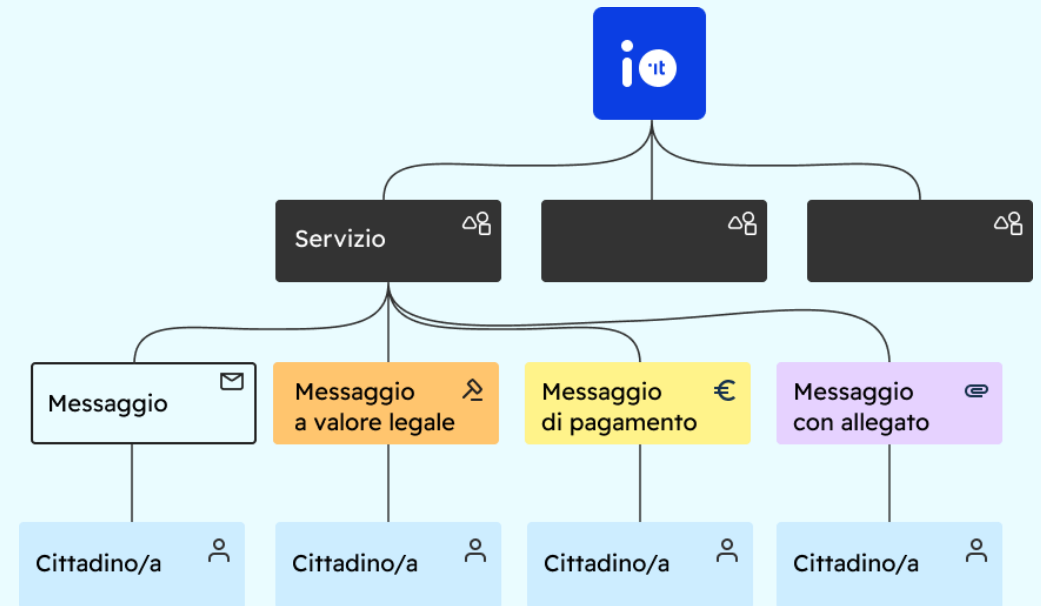 io
it
Servizio
Messaggio
Messaggio
a valore legale
Messaggio
di pagamento
€
Messaggio
con allegato
Cittadino/a
Cittadino/a
Cittadino/a
Cittadino/a